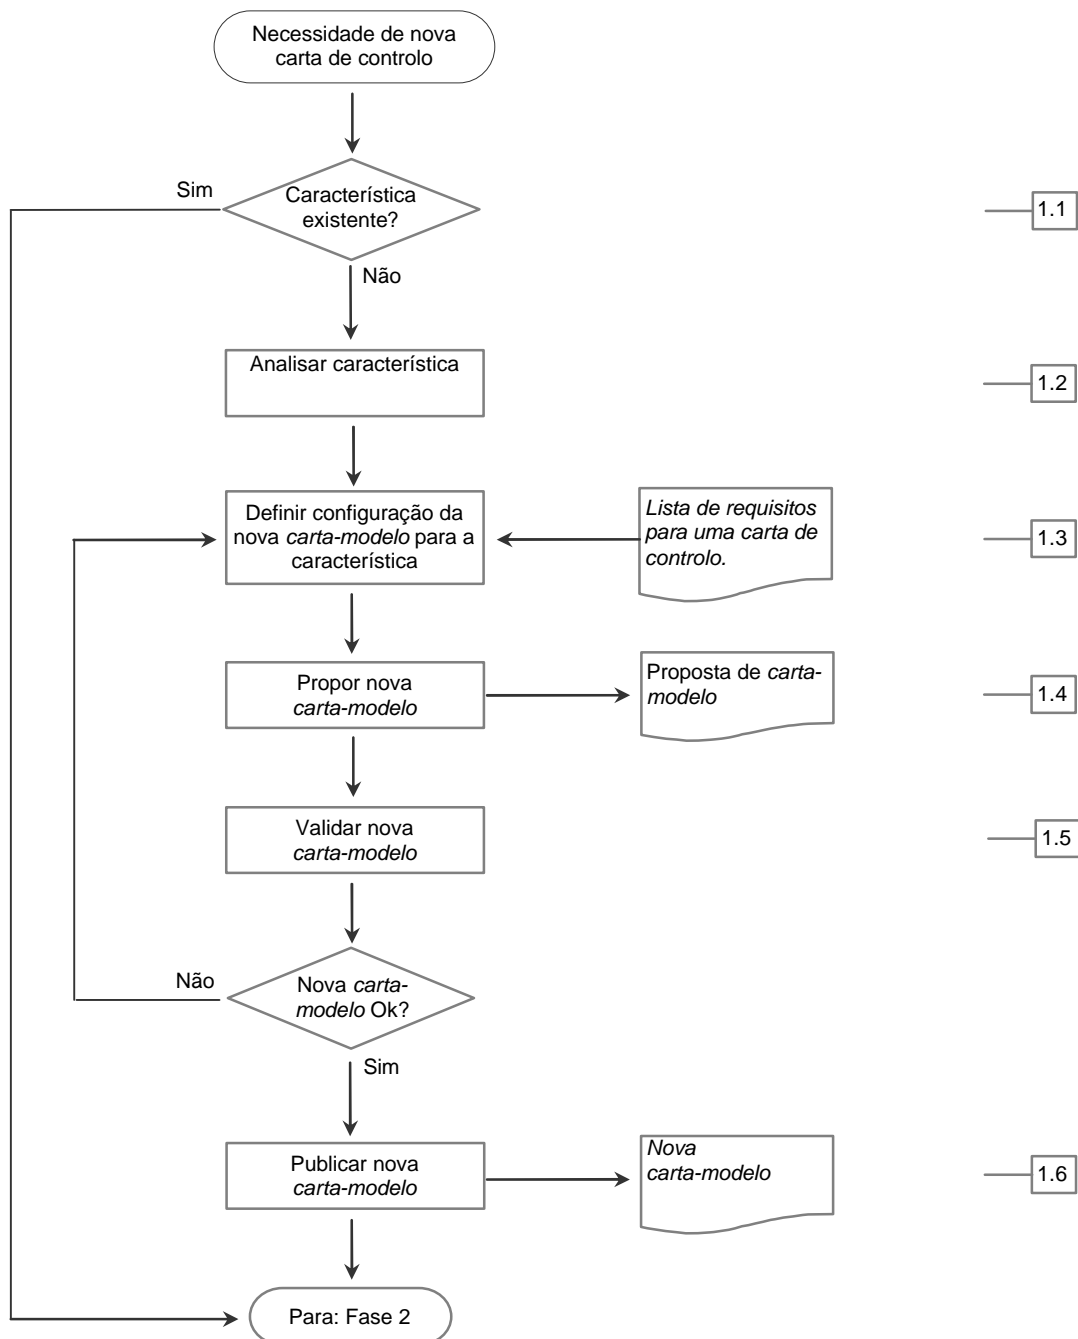 Necessidade de nova
carta de controlo
Sim
Característica
existente?
1.1
Não
Analisar característica
1.2
Definir configuração da
nova carta-modelo para a
característica
Lista de requisitos
para uma carta de
controlo.
1.3
Propor nova
carta-modelo
Proposta de carta-
modelo
1.4
Validar nova
carta-modelo
1.5
Não
Nova carta-
modelo Ok?
Sim
Publicar nova
carta-modelo
Nova
carta-modelo
1.6
Para: Fase 2